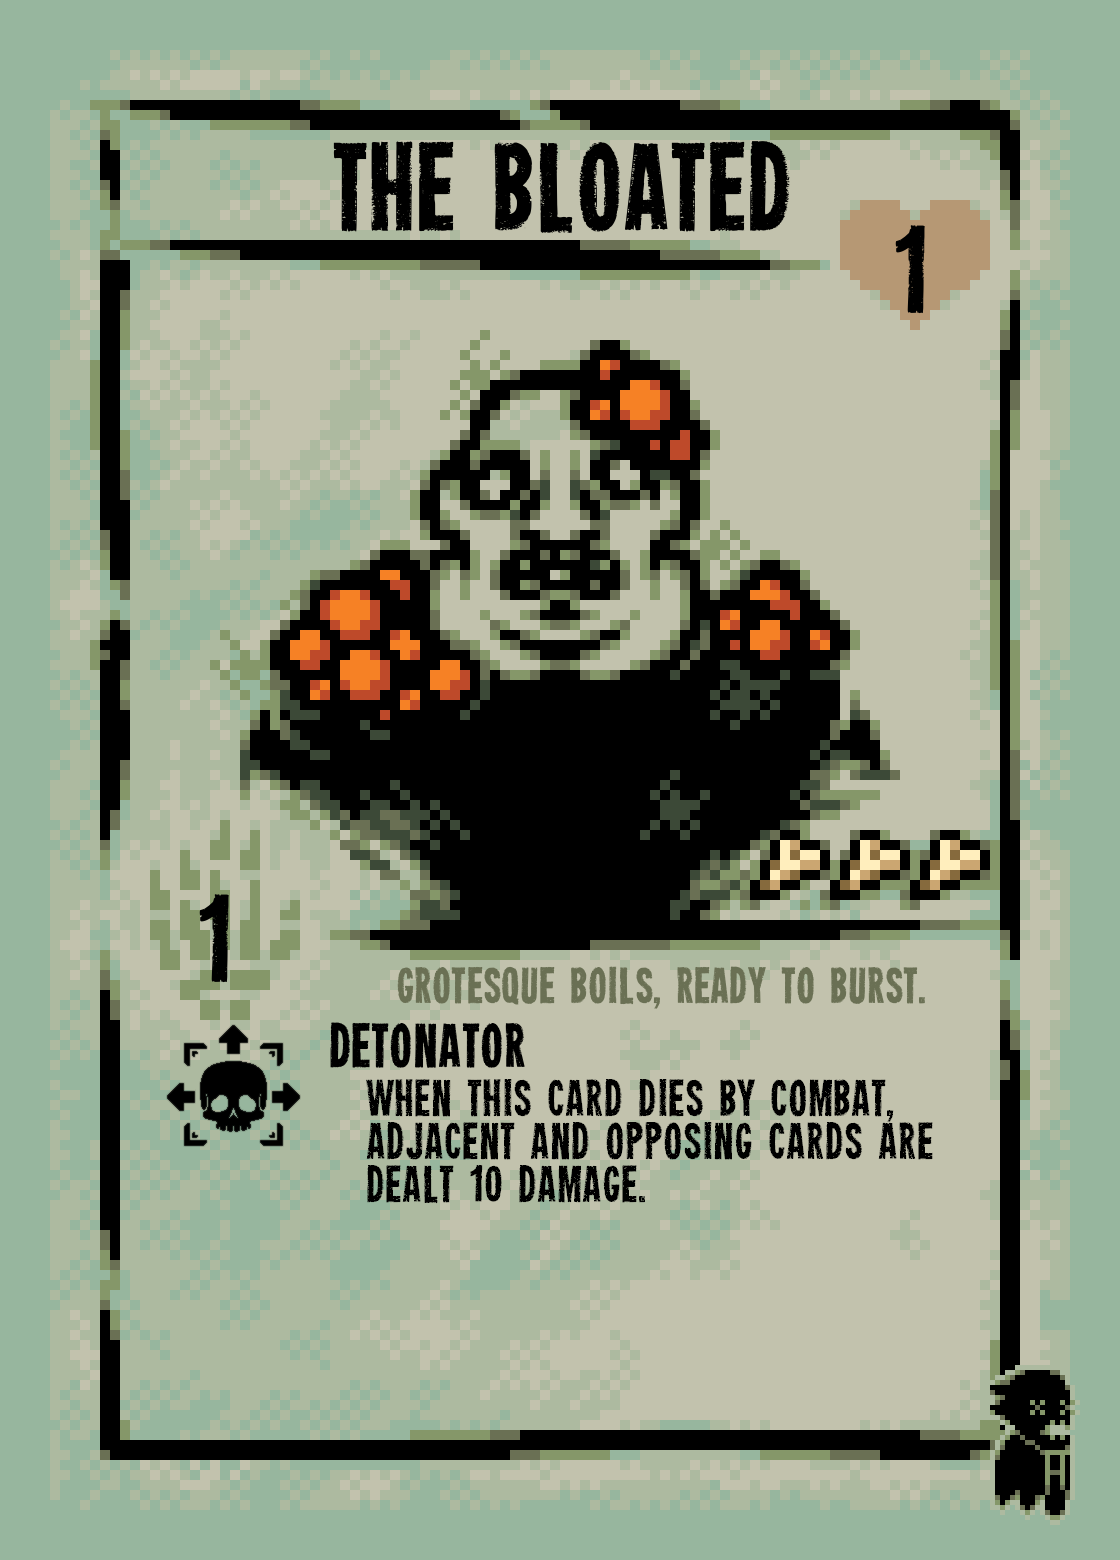 THE BLOATED
1
1
GROTESQUE BOILS, READY TO BURST.
DETONATOR
WHEN THIS CARD DIES BY COMBAT,
ADJACENT AND OPPOSING CARDS ARE
DEALT 10 DAMAGE.